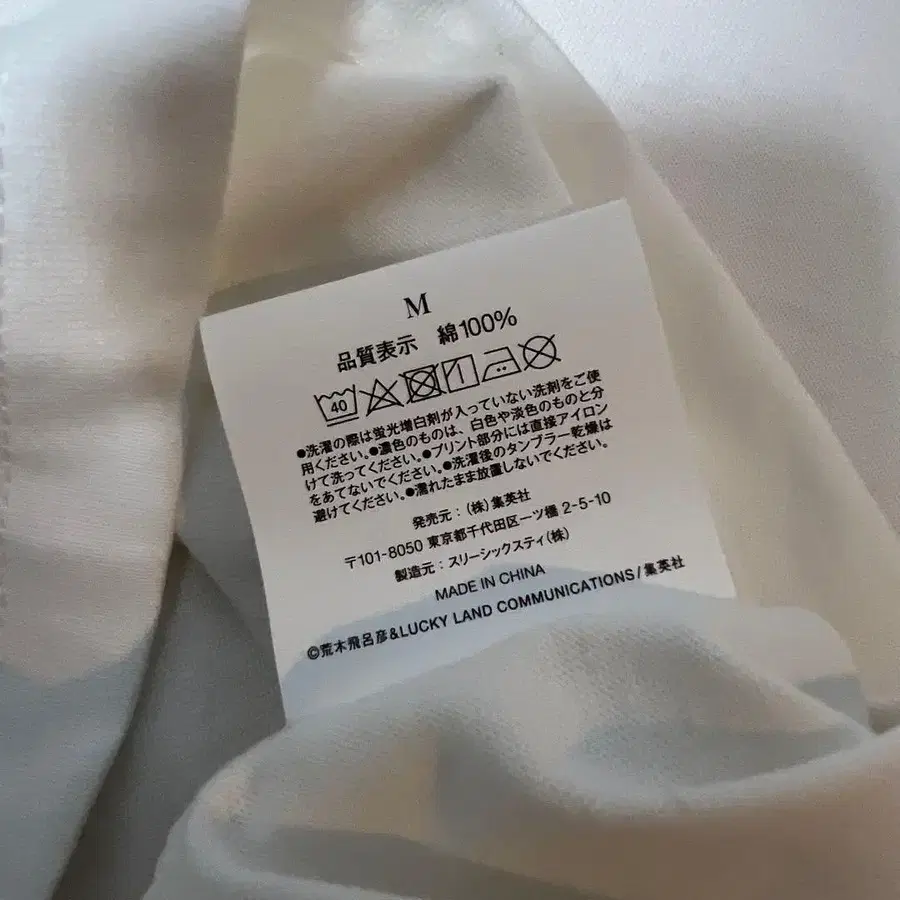 M
品質表示 綿100%
40
●洗濯の際は蛍光増白剤が入っていない洗剤をご使
用ください。●濃色のものは、白色や淡色のものと分
けて洗ってください。●プリント部分には直接アイロン
をあてないでください。●洗濯後のタンブラー乾燥は
避けてください。●濡れたまま放置しないでください。
発売元：(株)集英社
〒101-8050 東京都千代田区一ツ橋 2-5-10
製造元：スリーシックスティ(株)
MADE IN CHINA
©荒木飛呂彦&LUCKY LAND COMMUNICATIONS/集英社